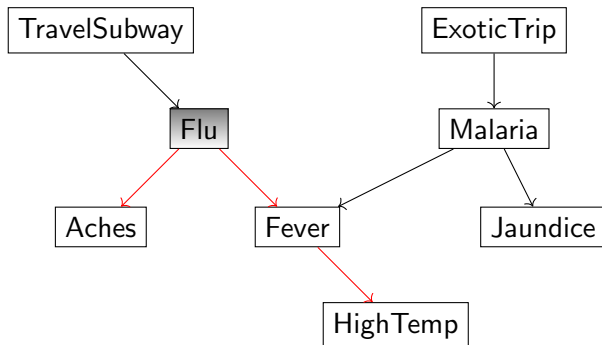 TravelSubway
ExoticTrip
Flu
Malaria
Aches
Fever
Jaundice
HighTemp